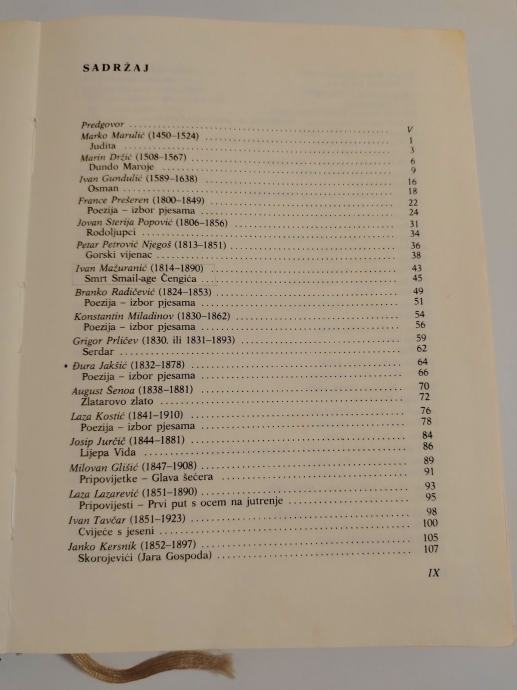 SADRŽAJ
Predgovor ........................ V
Marko Marulić (1450–1524) ........................ 1
Judita ........................ 3
Marin Držić (1508–1567) ........................ 6
Dundo Maroje ........................ 9
Ivan Gundulić (1589–1638) ........................ 16
Osman ........................ 18
France Prešeren (1800–1849) ........................ 22
Poezija – izbor pjesama ........................ 24
Jovan Sterija Popović (1806–1856) ........................ 31
Rodoljupci ........................ 34
Petar Petrović Njegoš (1813–1851) ........................ 36
Gorski vijenac ........................ 38
Ivan Mažuranić (1814–1890) ........................ 43
Smrt Smail-age Čengića ........................ 45
Branko Radičević (1824–1853) ........................ 49
Poezija – izbor pjesama ........................ 51
Konstantin Miladinov (1830–1862) ........................ 54
Poezija – izbor pjesama ........................ 56
Grigor Prličev (1830. ili 1831–1893) ........................ 59
Serdar ........................ 62
Đura Jakšić (1832–1878) ........................ 64
Poezija – izbor pjesama ........................ 66
August Šenoa (1838–1881) ........................ 70
Zlatarovo zlato ........................ 72
Laza Kostić (1841–1910) ........................ 76
Poezija – izbor pjesama ........................ 78
Josip Jurčič (1844–1881) ........................ 84
Lijepa Vida ........................ 86
Milovan Glišić (1847–1908) ........................ 89
Pripovijetke – Glava šećera ........................ 91
Laza Lazarević (1851–1890) ........................ 93
Pripovijesti – Prvi put s ocem na jutrenje ........................ 95
Ivan Tavčar (1851–1923) ........................ 98
Cvijeće s jeseni ........................ 100
Janko Kersnik (1852–1897) ........................ 105
Skorojevići (Jara Gospoda) ........................ 107
IX